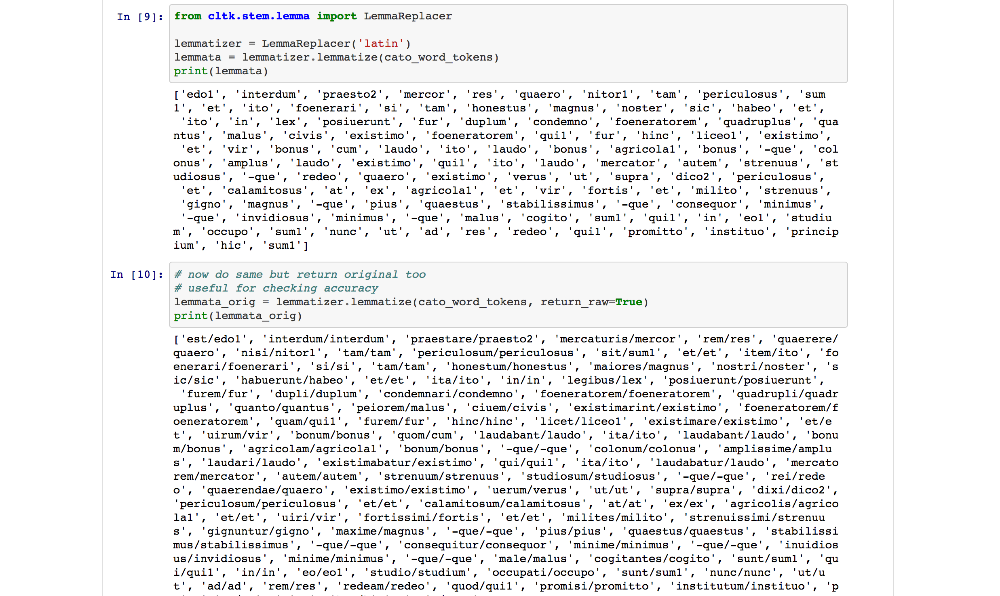 In [9]:
from cltk.stem.lemma import LemmaReplacer
lemmatizer = LemmaReplacer('latin')
lemmata = lemmatizer.lemmatize(cato_word_tokens)
print(lemmata)
['edo1', 'interdum', 'praesto2', 'mercor', 'res', 'quaero', 'nitor1', 'tam', 'periculosus', 'sum
1', 'et', 'ito', 'foenerari', 'si', 'tam', 'honestus', 'magnus', 'noster', 'sic', 'habeo', 'et',
'ito', 'in', 'lex', 'posiuerunt', 'fur', 'duplum', 'condemno', 'foeneratorem', 'quadruplus', 'qua
ntus', 'malus', 'civis', 'existimo', 'foeneratorem', 'qui1', 'fur', 'hinc', 'liceo1', 'existimo',
'et', 'vir', 'bonus', 'cum', 'laudo', 'ito', 'laudo', 'bonus', 'agricola1', 'bonus', '-que', 'col
onus', 'amplus', 'laudo', 'existimo', 'qui1', 'ito', 'laudo', 'mercator', 'autem', 'strenuus', 'st
udiosus', '-que', 'redeo', 'quaero', 'existimo', 'verus', 'ut', 'supra', 'dico2', 'periculosus',
'et', 'calamitosus', 'at', 'ex', 'agricola1', 'et', 'vir', 'fortis', 'et', 'milito', 'strenuus',
'gigno', 'magnus', '-que', 'pius', 'quaestus', 'stabilissimus', '-que', 'consequor', 'minimus',
'-que', 'invidiosus', 'minimus', '-que', 'malus', 'cogito', 'sum1', 'qui1', 'in', 'eo1', 'studiu
m', 'occupo', 'sum1', 'nunc', 'ut', 'ad', 'res', 'redeo', 'qui1', 'promitto', 'instituo', 'princip
ium', 'hic', 'sum1']
In [10]:
# now do same but return original too
# useful for checking accuracy
lemmata_orig = lemmatizer.lemmatize(cato_word_tokens, return_raw=True)
print(lemmata_orig)
['est/edo1', 'interdum/interdum', 'praestare/praesto2', 'mercaturis/mercor', 'rem/res', 'quaerere/
quaero', 'nisi/nitor1', 'tam/tam', 'periculosum/periculosus', 'sit/sum1', 'et/et', 'item/ito', 'fo
enerari/foenerari', 'si/si', 'tam/tam', 'honestum/honestus', 'maiores/magnus', 'nostri/noster', 's
ic/sic', 'habuerunt/habeo', 'et/et', 'ita/ito', 'in/in', 'legibus/lex', 'posiuerunt/posiuerunt',
'furem/fur', 'dupli/duplum', 'condemnari/condemno', 'foeneratorem/foeneratorem', 'quadrupli/quadr
uplus', 'quanto/quantus', 'peiorem/malus', 'ciuem/civis', 'existimarint/existimo', 'foeneratorem/f
oeneratorem', 'quam/qui1', 'furem/fur', 'hinc/hinc', 'licet/liceo1', 'existimare/existimo', 'et/e
t', 'uirum/vir', 'bonum/bonus', 'quom/cum', 'laudabant/laudo', 'ita/ito', 'laudabant/laudo', 'bonu
m/bonus', 'agricolam/agricola1', 'bonum/bonus', '-que/-que', 'colonum/colonus', 'amplissime/amplu
s', 'laudari/laudo', 'existimabatur/existimo', 'qui/qui1', 'ita/ito', 'laudabatur/laudo', 'mercato
rem/mercator', 'autem/autem', 'strenuum/strenuus', 'studiosum/studiosus', '-que/-que', 'rei/rede
o', 'quaerendae/quaero', 'existimo/existimo', 'uerum/verus', 'ut/ut', 'supra/supra', 'dixi/dico2',
'periculosum/periculosus', 'et/et', 'calamitosum/calamitosus', 'at/at', 'ex/ex', 'agricolis/agrico
la1', 'et/et', 'uiri/vir', 'fortissimi/fortis', 'et/et', 'milites/milito', 'strenuissimi/strenuu
s', 'gignuntur/gigno', 'maxime/magnus', '-que/-que', 'pius/pius', 'quaestus/quaestus', 'stabilissi
mus/stabilissimus', '-que/-que', 'consequitur/consequor', 'minime/minimus', '-que/-que', 'inuidios
us/invidiosus', 'minime/minimus', '-que/-que', 'male/malus', 'cogitantes/cogito', 'sunt/sum1', 'qu
i/qui1', 'in/in', 'eo/eo1', 'studio/studium', 'occupati/occupo', 'sunt/sum1', 'nunc/nunc', 'ut/u
t', 'ad/ad', 'rem/res', 'redeam/redeo', 'quod/qui1', 'promisi/promitto', 'institutum/instituo', 'p